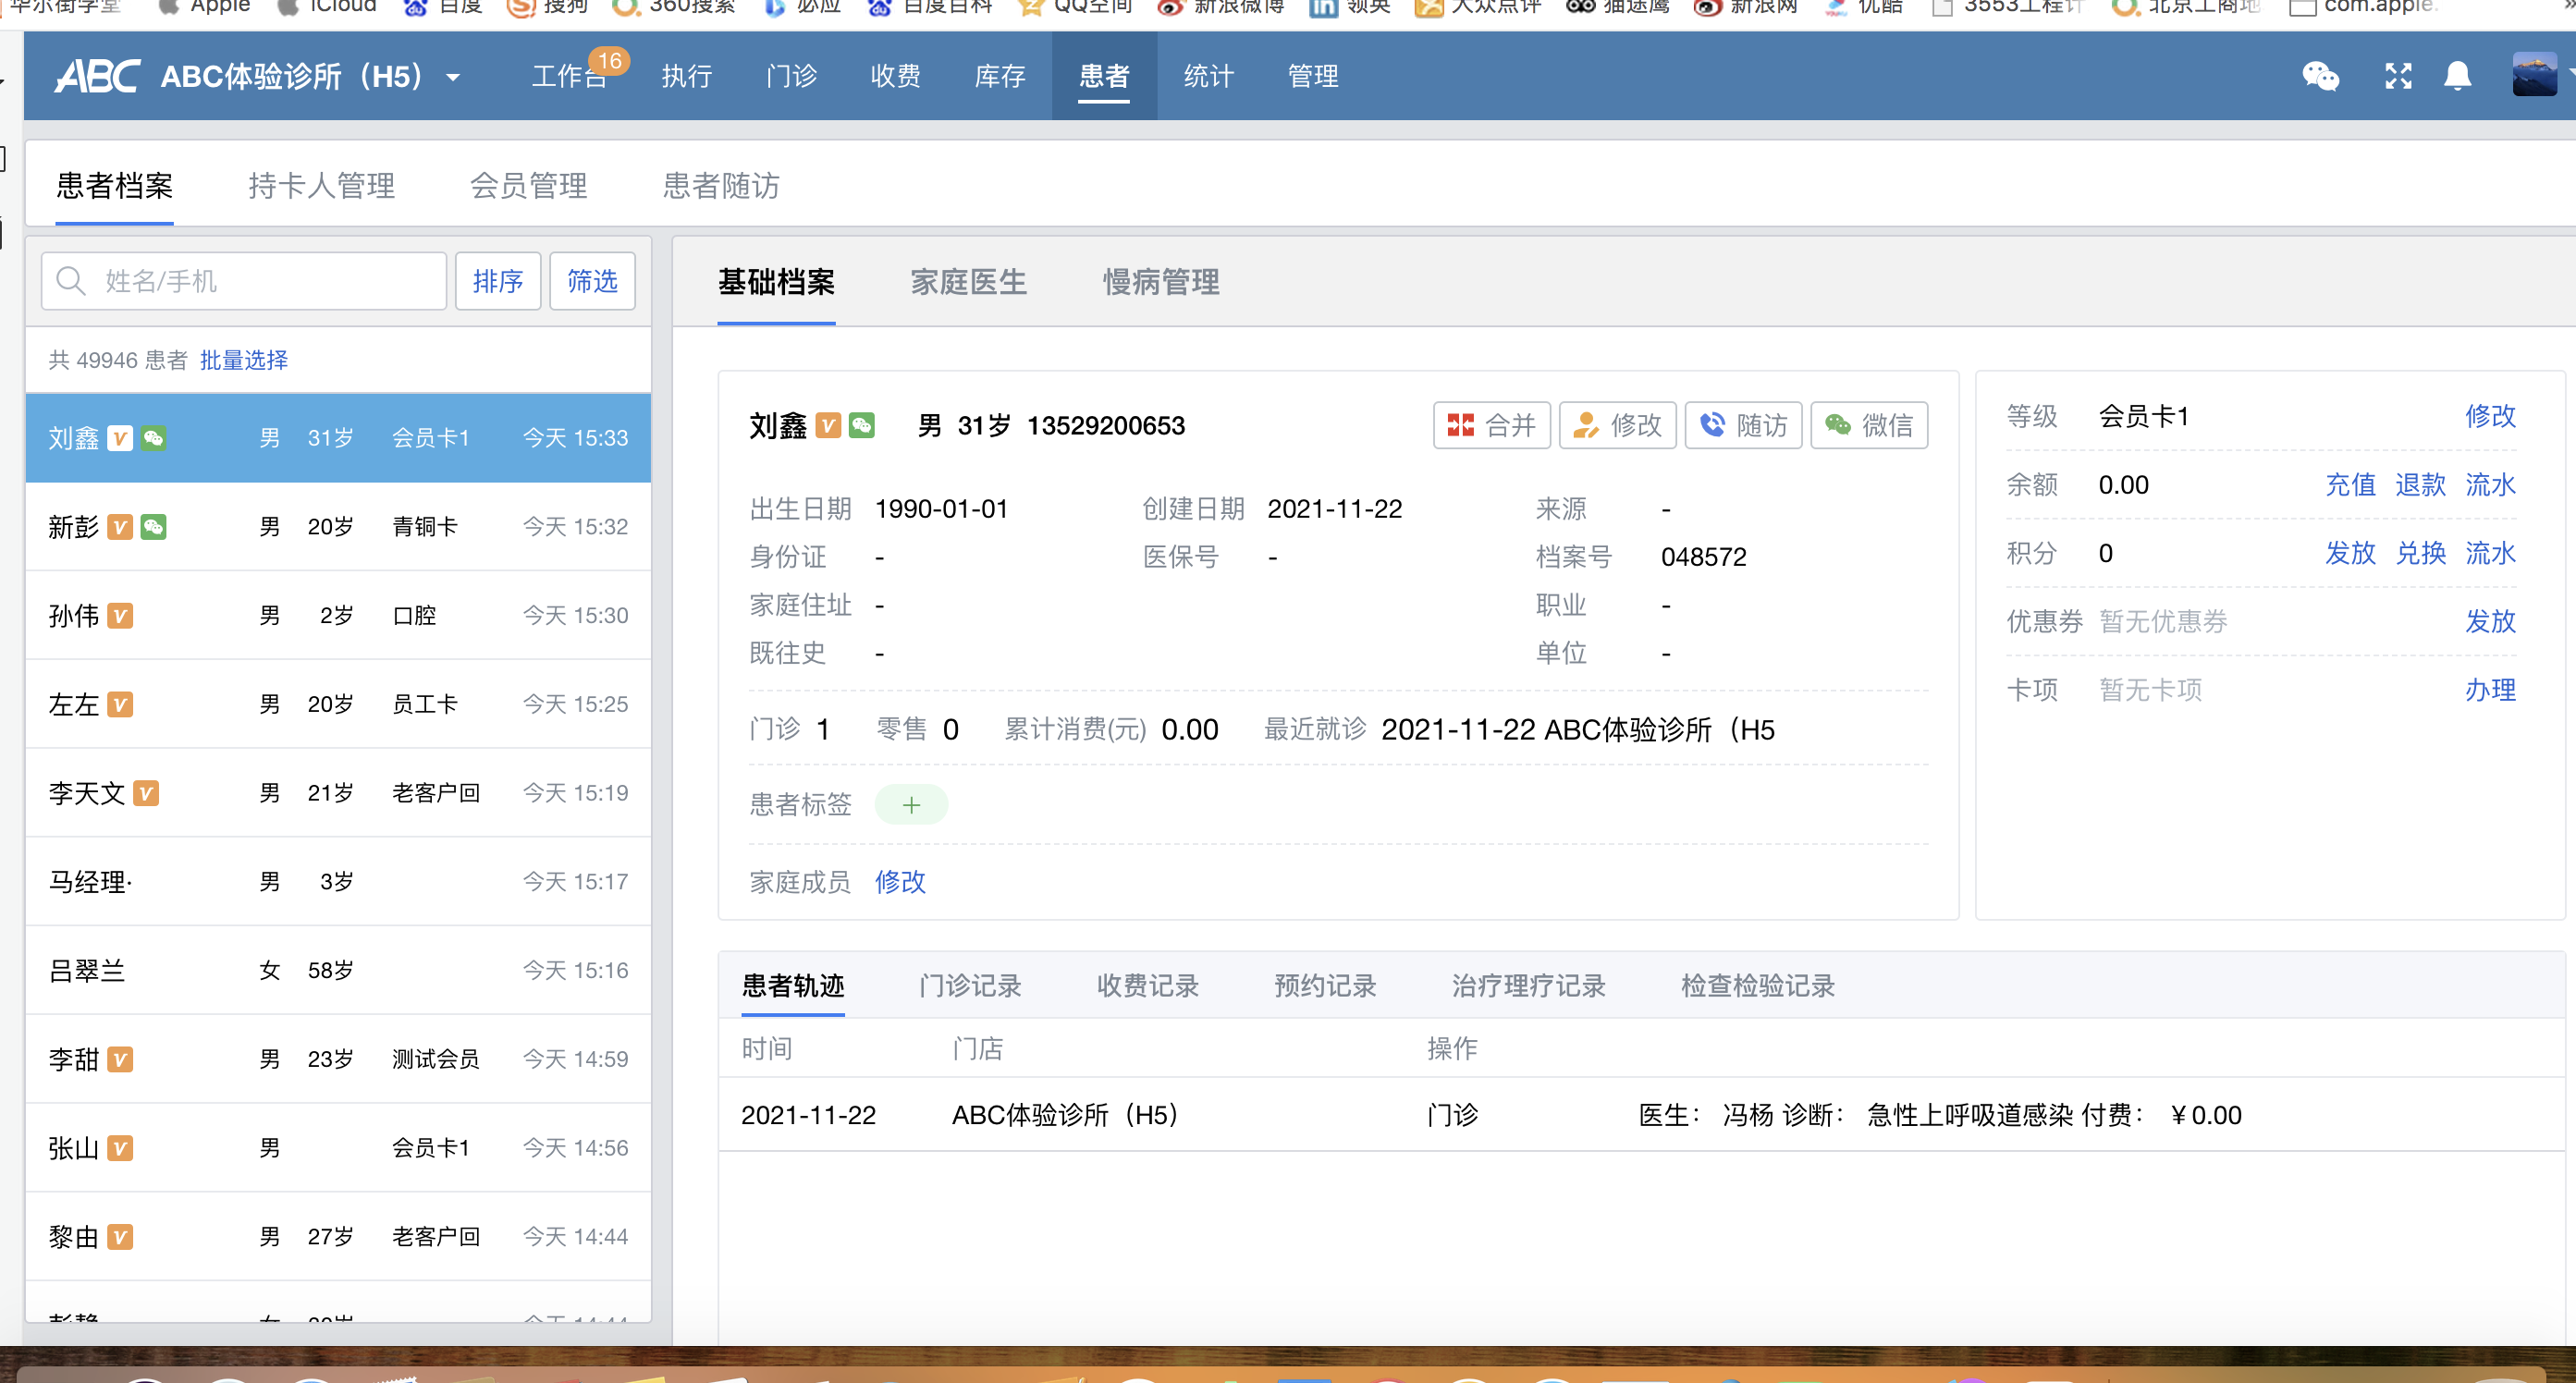 华尔街学堂 Apple iCloud 百度 搜狗 360搜索 必应 百度百科 QQ空间 新浪微博 领英 大众点评 猫途鹰 新浪网 优酷 3553工程计 北京工商地 com.apple.
ABC ABC体验诊所（H5） 工作台 16 执行 门诊 收费 库存 患者 统计 管理
患者档案 持卡人管理 会员管理 患者随访
姓名/手机 排序 筛选
共 49946 患者 批量选择
刘鑫 V 男 31岁 会员卡1 今天 15:33
新彭 V 男 20岁 青铜卡 今天 15:32
孙伟 V 男 2岁 口腔 今天 15:30
左左 V 男 20岁 员工卡 今天 15:25
李天文 V 男 21岁 老客户回 今天 15:19
马经理· 男 3岁 今天 15:17
吕翠兰 女 58岁 今天 15:16
李甜 V 男 23岁 测试会员 今天 14:59
张山 V 男 会员卡1 今天 14:56
黎由 V 男 27岁 老客户回 今天 14:44
基础档案 家庭医生 慢病管理
刘鑫 V 男 31岁 13529200653 合并 修改 随访 微信
出生日期 1990-01-01 创建日期 2021-11-22 来源 -
身份证 - 医保号 - 档案号 048572
家庭住址 - 职业 -
既往史 - 单位 -
门诊 1 零售 0 累计消费(元) 0.00 最近就诊 2021-11-22 ABC体验诊所（H5
患者标签 +
家庭成员 修改
等级 会员卡1 修改
余额 0.00 充值 退款 流水
积分 0 发放 兑换 流水
优惠券 暂无优惠券 发放
卡项 暂无卡项 办理
患者轨迹 门诊记录 收费记录 预约记录 治疗理疗记录 检查检验记录
时间 门店 操作
2021-11-22 ABC体验诊所（H5） 门诊 医生： 冯杨 诊断： 急性上呼吸道感染 付费： ¥0.00